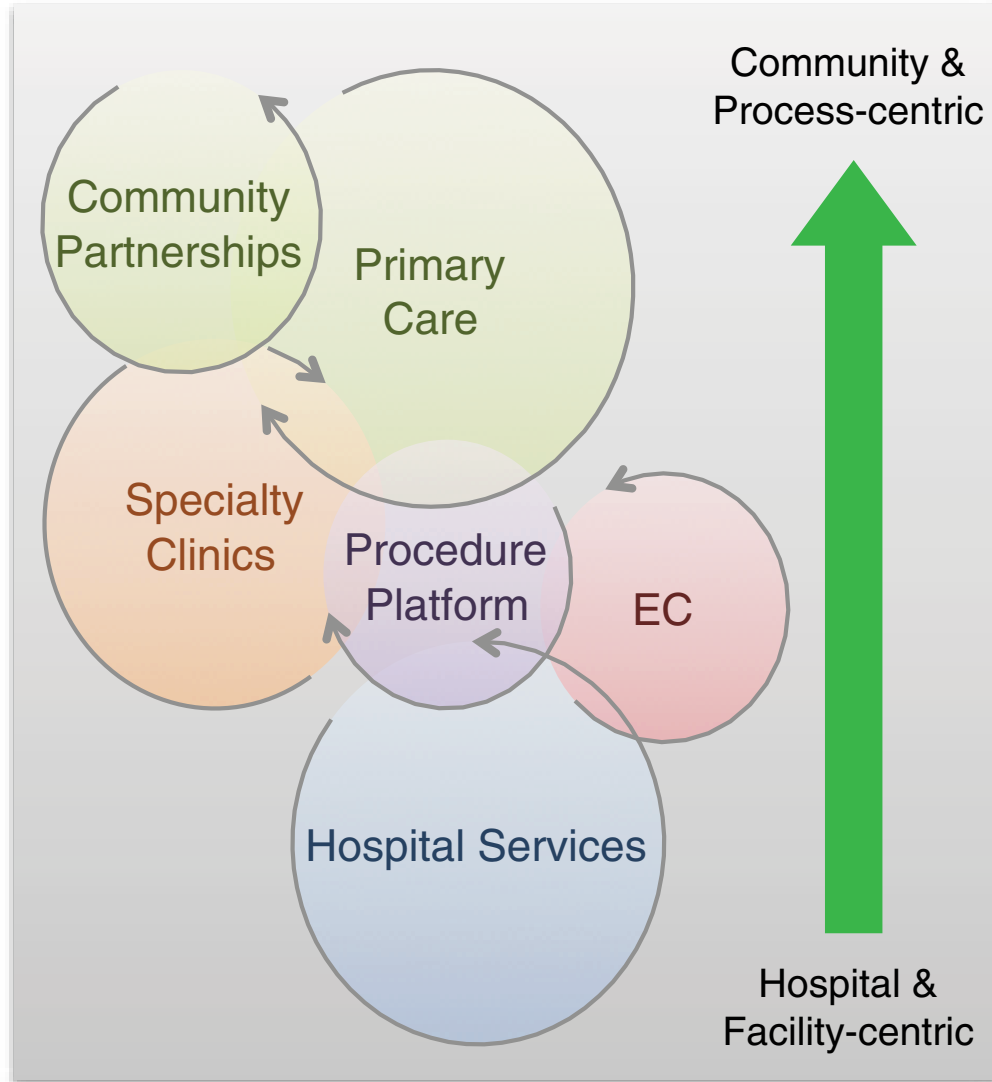 Community &
Process-centric
Community
Partnerships
Primary
Care
Specialty
Clinics
Procedure
Platform
EC
Hospital Services
Hospital &
Facility-centric